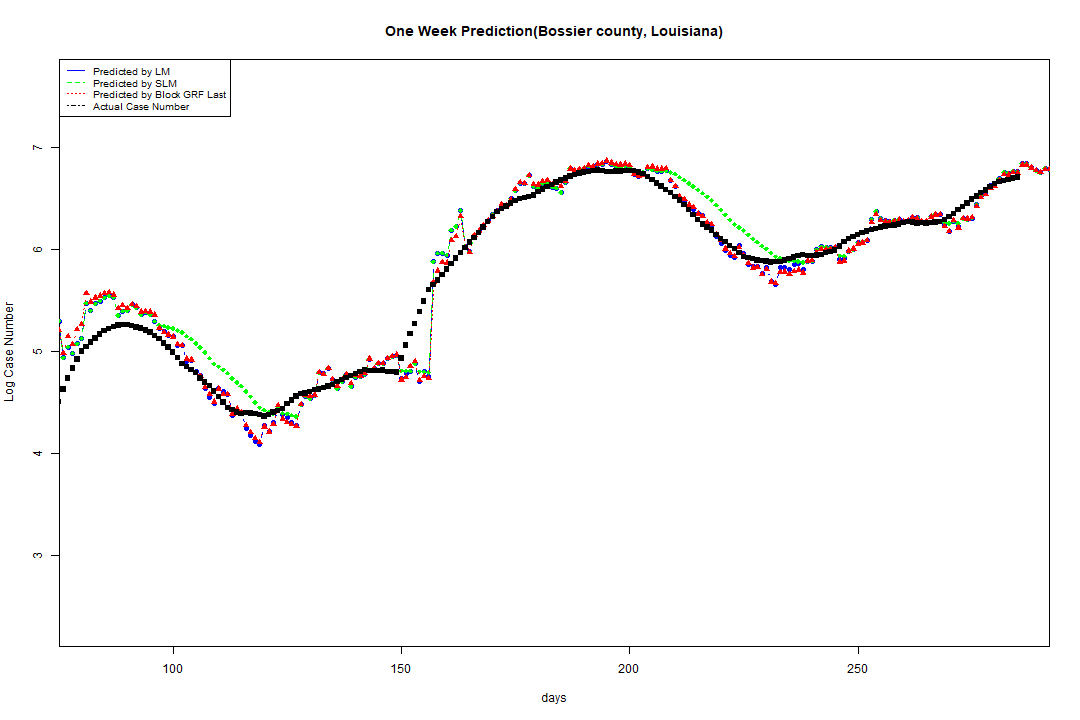 One Week Prediction(Bossier county, Louisiana)
Predicted by LM
Predicted by SLM
Predicted by Block GRF Last
Actual Case Number
7
6
5
4
3
Log Case Number
100 150 200 250
days